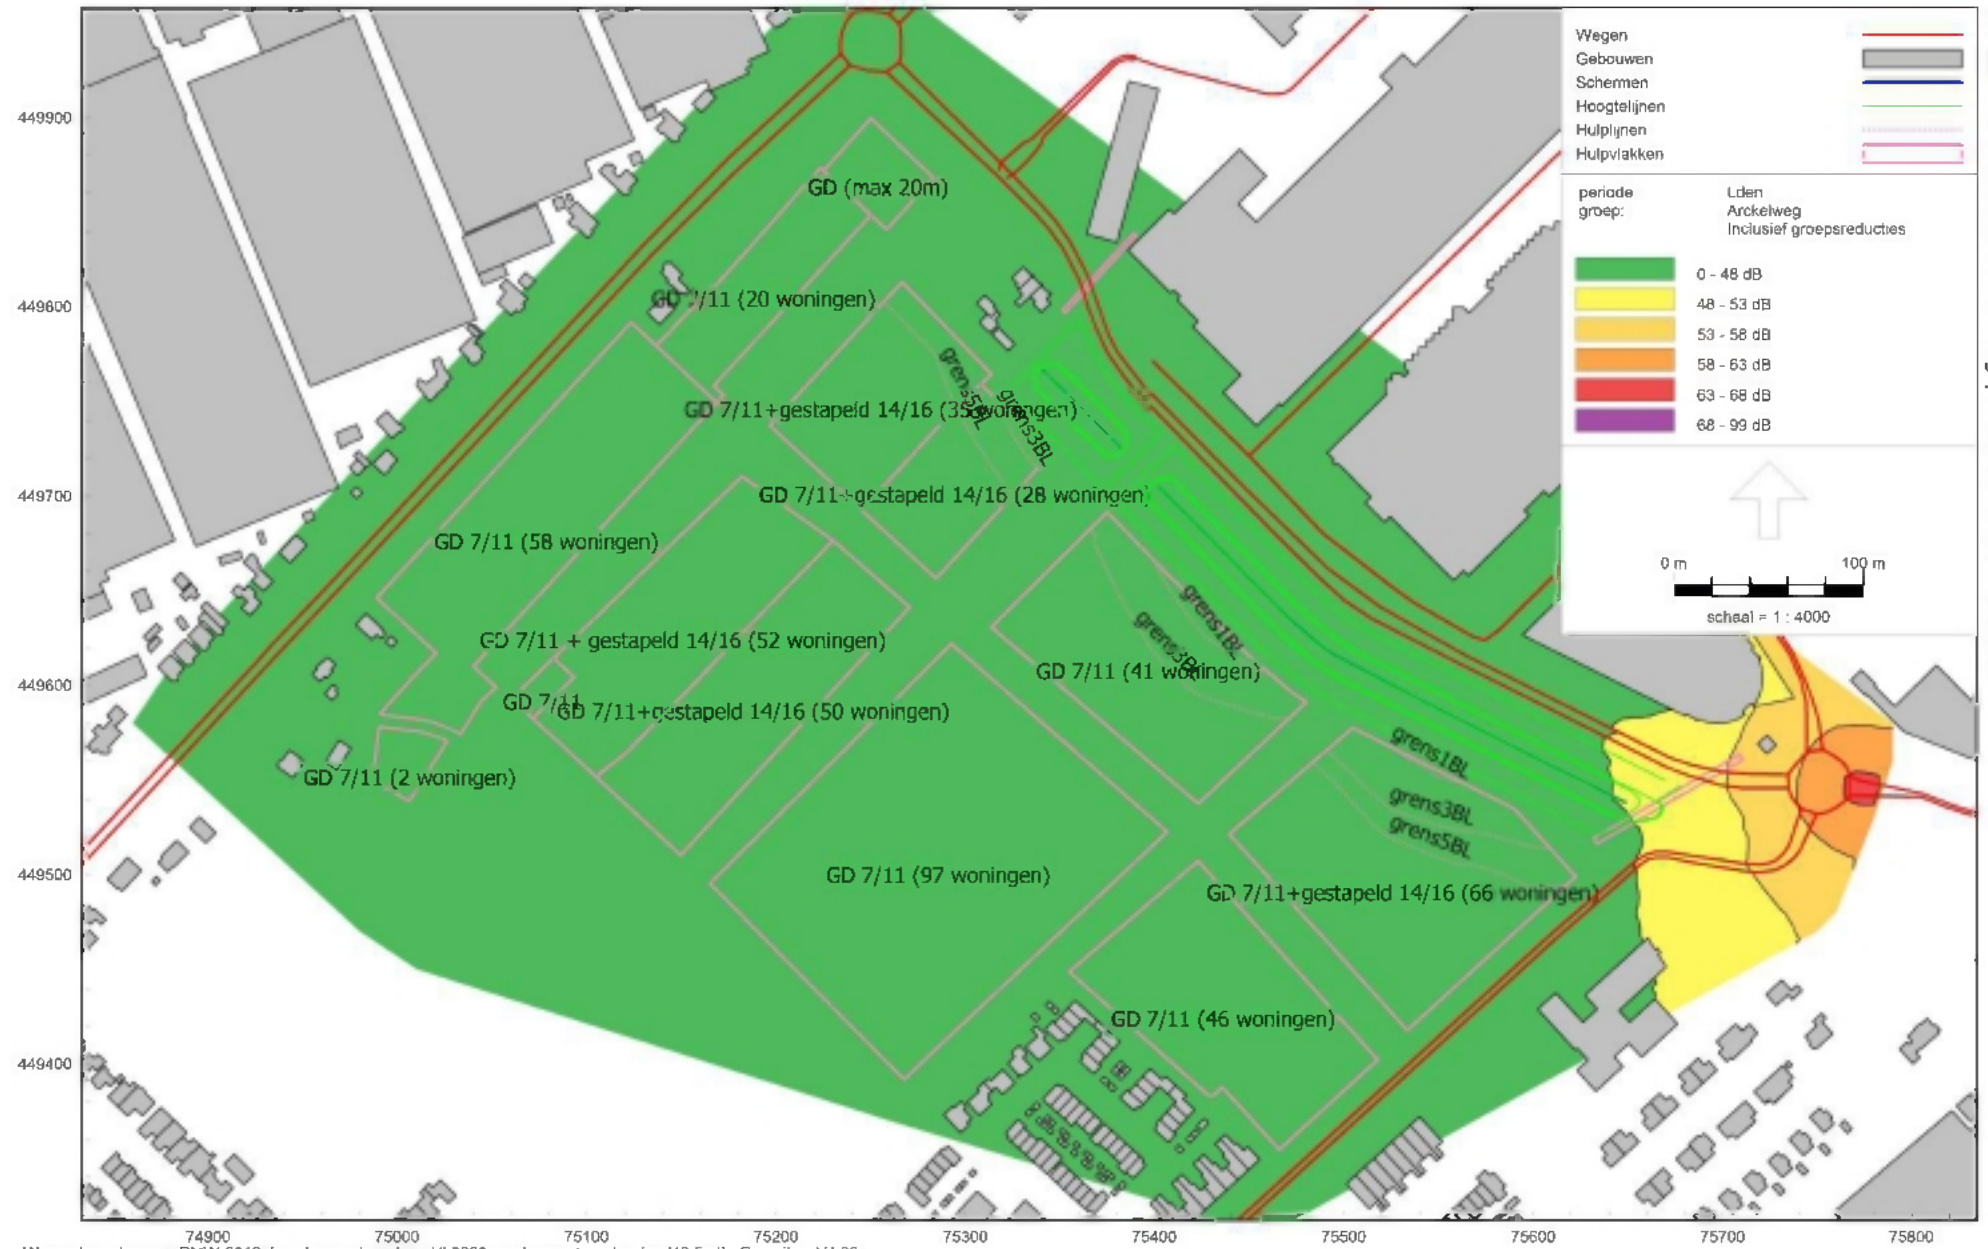 Wegen
Gebouwen
Schermen
Hoogtelijnen
Hulplijnen
Hulpvlakken
periode Lden
groep: Arckelweg
Inclusief groepsreducties
0 - 48 dB
48 - 53 dB
53 - 58 dB
58 - 63 dB
63 - 68 dB
68 - 99 dB
0 m 100 m
schaal = 1 : 4000
449900
449800
449700
449600
449500
449400
GD (max 20m)
GD 7/11 (20 woningen)
grens5BL
grens3BL
GD 7/11+gestapeld 14/16 (35 woningen)
GD 7/11+gestapeld 14/16 (28 woningen)
GD 7/11 (58 woningen)
grens1BL
grens3BL
GD 7/11 + gestapeld 14/16 (52 woningen)
GD 7/11 (41 woningen)
GD 7/11
GD 7/11+gestapeld 14/16 (50 woningen)
grens1BL
GD 7/11 (2 woningen)
grens3BL
grens5BL
GD 7/11 (97 woningen)
GD 7/11+gestapeld 14/16 (66 woningen)
GD 7/11 (46 woningen)
74900 75000 75100 75200 75300 75400 75500 75600 75700 75800